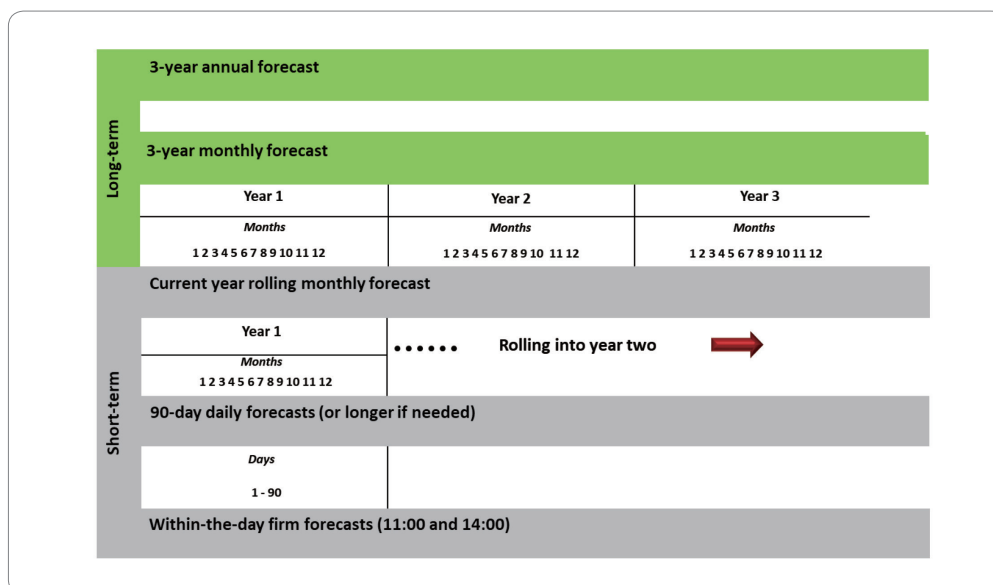 3-year annual forecast
Long-term
3-year monthly forecast
Year 1 Year 2 Year 3
Months Months Months
1 2 3 4 5 6 7 8 9 10 11 12 1 2 3 4 5 6 7 8 9 10 11 12 1 2 3 4 5 6 7 8 9 10 11 12
Short-term
Current year rolling monthly forecast
Year 1
...... Rolling into year two
Months
1 2 3 4 5 6 7 8 9 10 11 12
90-day daily forecasts (or longer if needed)
Days
1 - 90
Within-the-day firm forecasts (11:00 and 14:00)